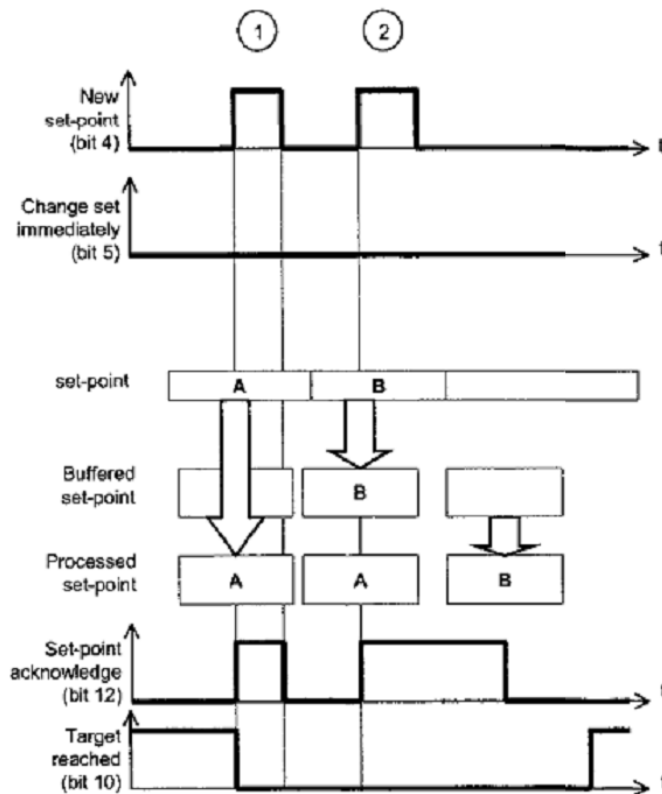 1 2
New
set-point
(bit 4)
t
Change set
immediately
(bit 5)
t
set-point
A B
Buffered
set-point
B
Processed
set-point
A A B
Set-point
acknowledge
(bit 12)
t
Target
reached
(bit 10)
t